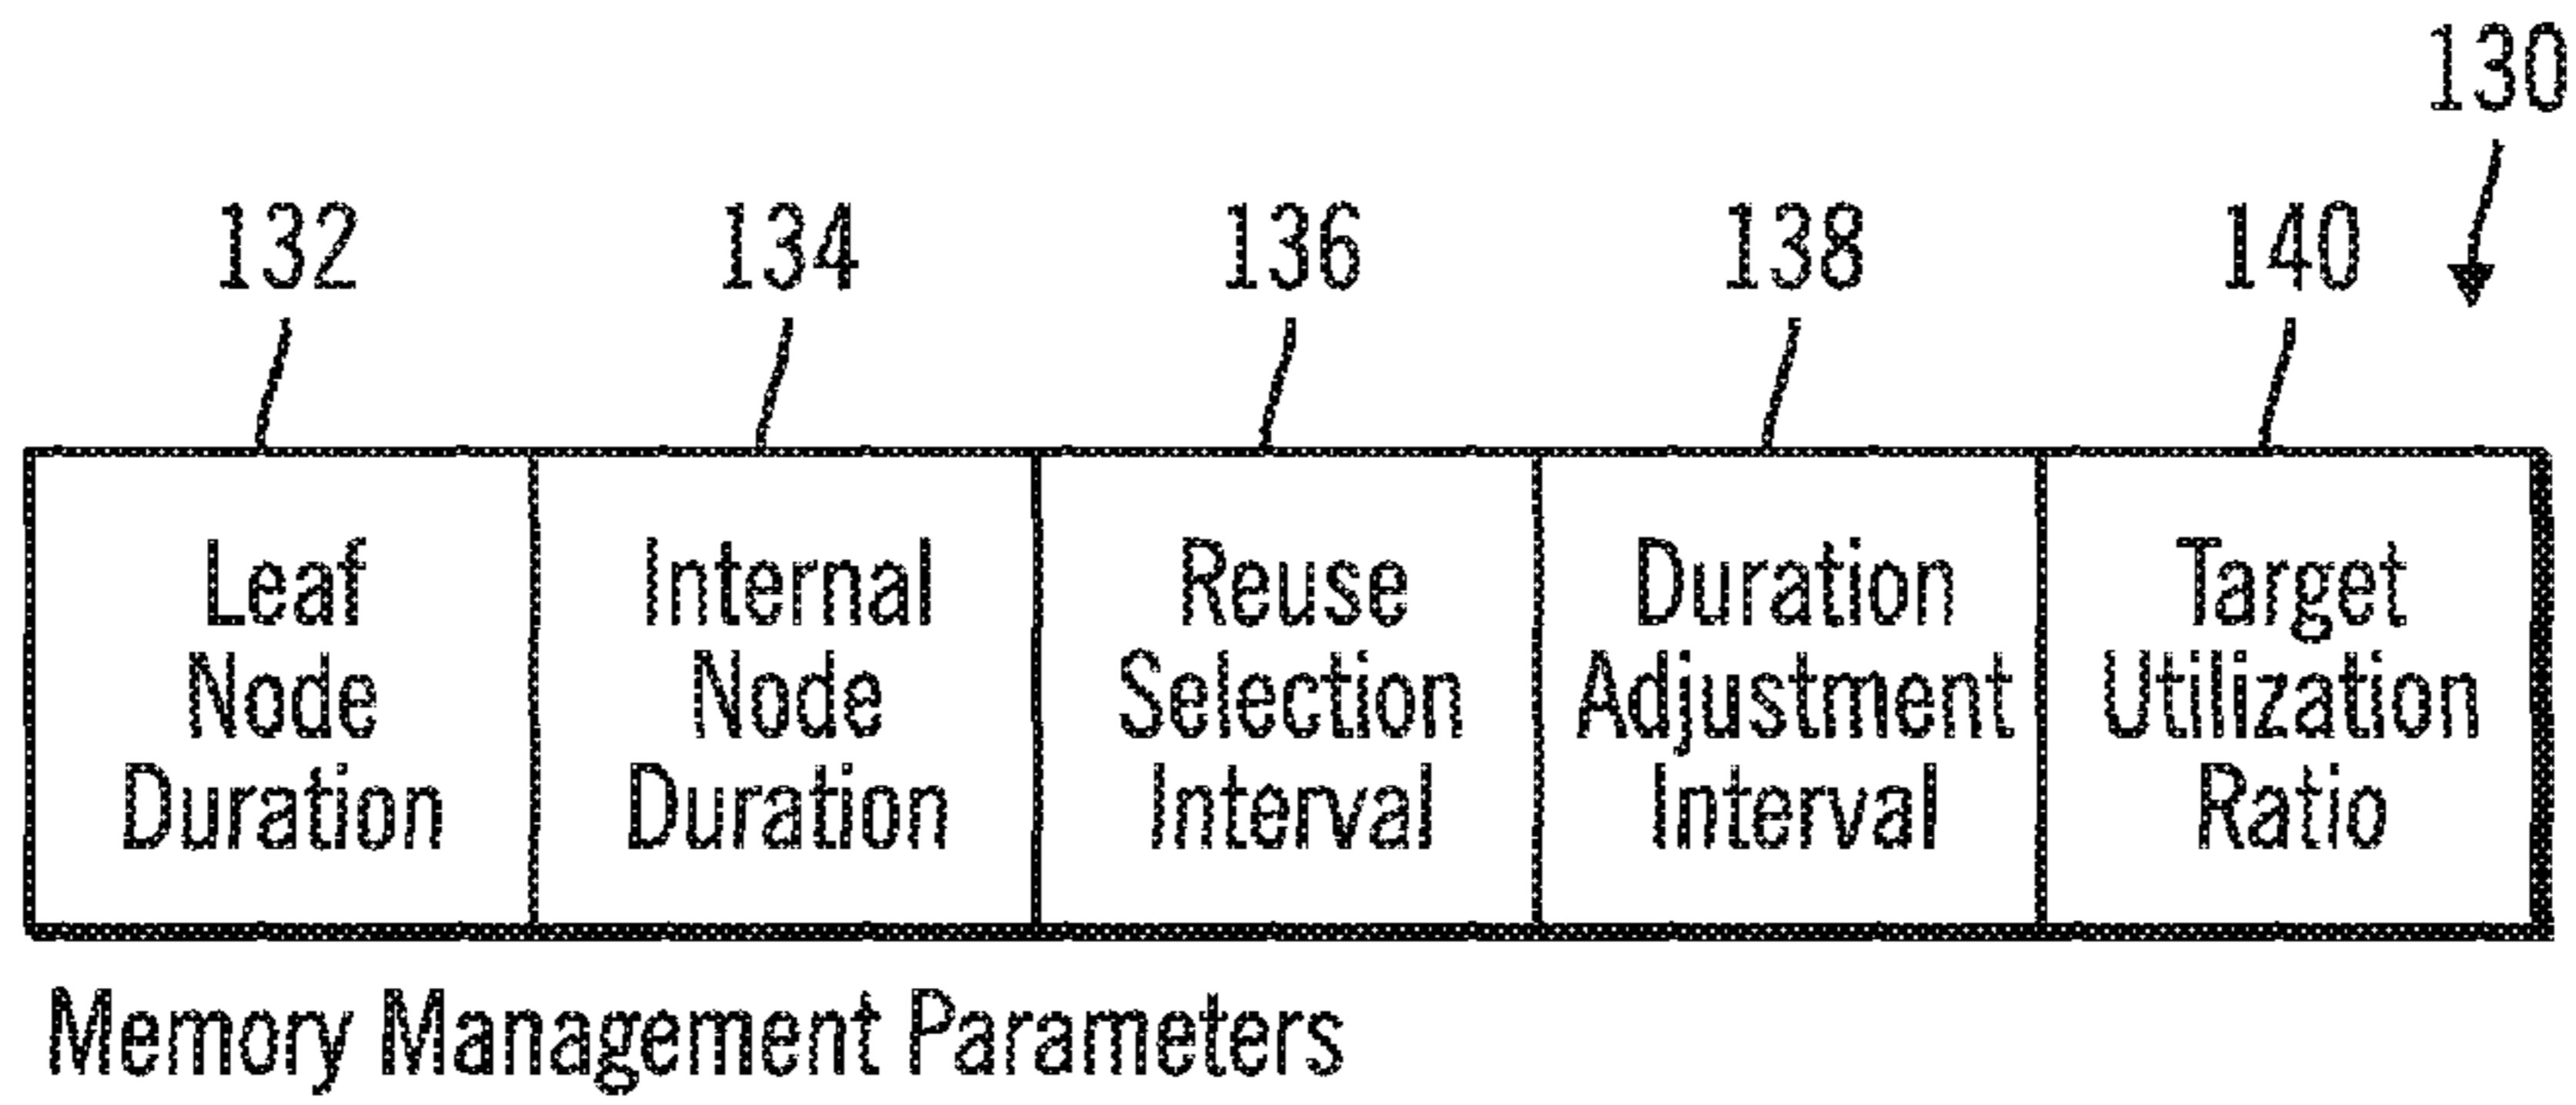 130
132 134 136 138 140
Leaf Internal Reuse Duration Target
Node Node Selection Adjustment Utilization
Duration Duration Interval Interval Ratio
Memory Management Parameters